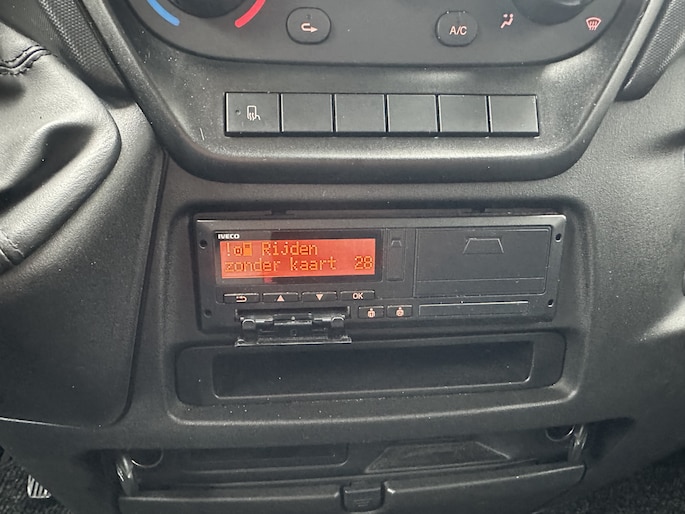 A/C
IVECO
! Rijden
zonder kaart 28
OK